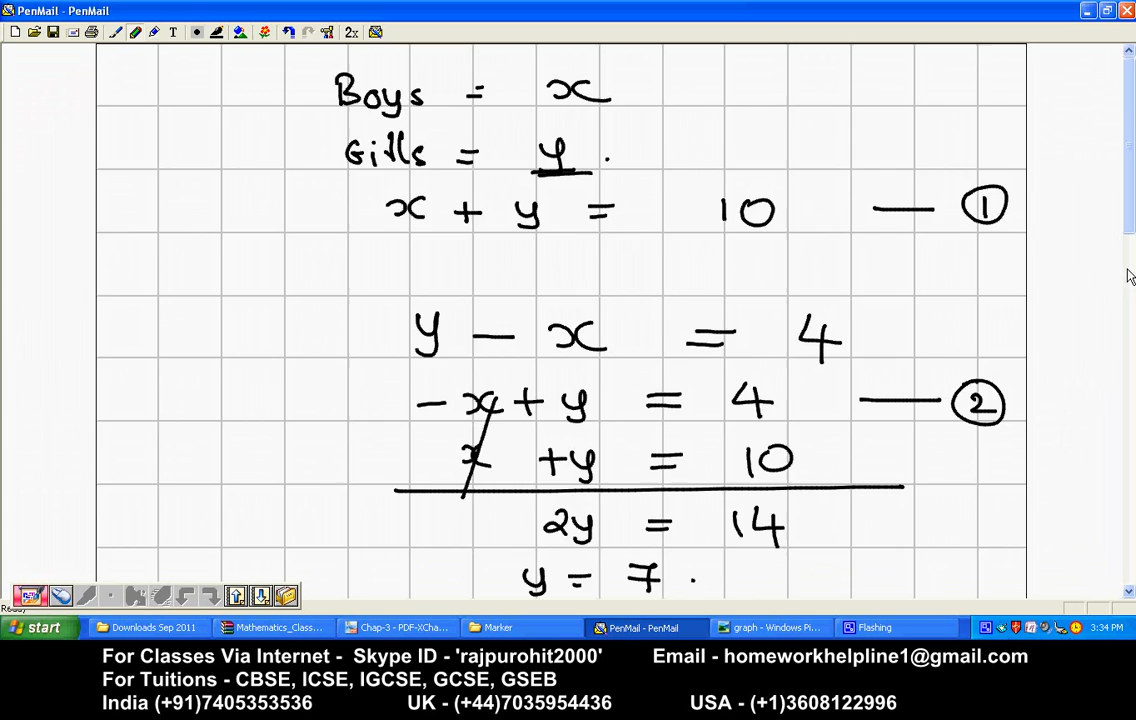 PenMail - PenMail
T 2x
Boys = x
Girls = y .
x + y = 10 — ①
y — x = 4
- x + y = 4 — ②
x + y = 10
2y = 14
y = 7 .
Ready
start Downloads Sep 2011 Mathematics_Class... Chap-3 - PDF-XCha... Marker PenMail - PenMail graph - Windows Pi... Flashing 3:34 PM
For Classes Via Internet - Skype ID - 'rajpurohit2000' Email - homeworkhelpline1@gmail.com
For Tuitions - CBSE, ICSE, IGCSE, GCSE, GSEB
India (+91)7405353536 UK - (+44)7035954436 USA - (+1)3608122996